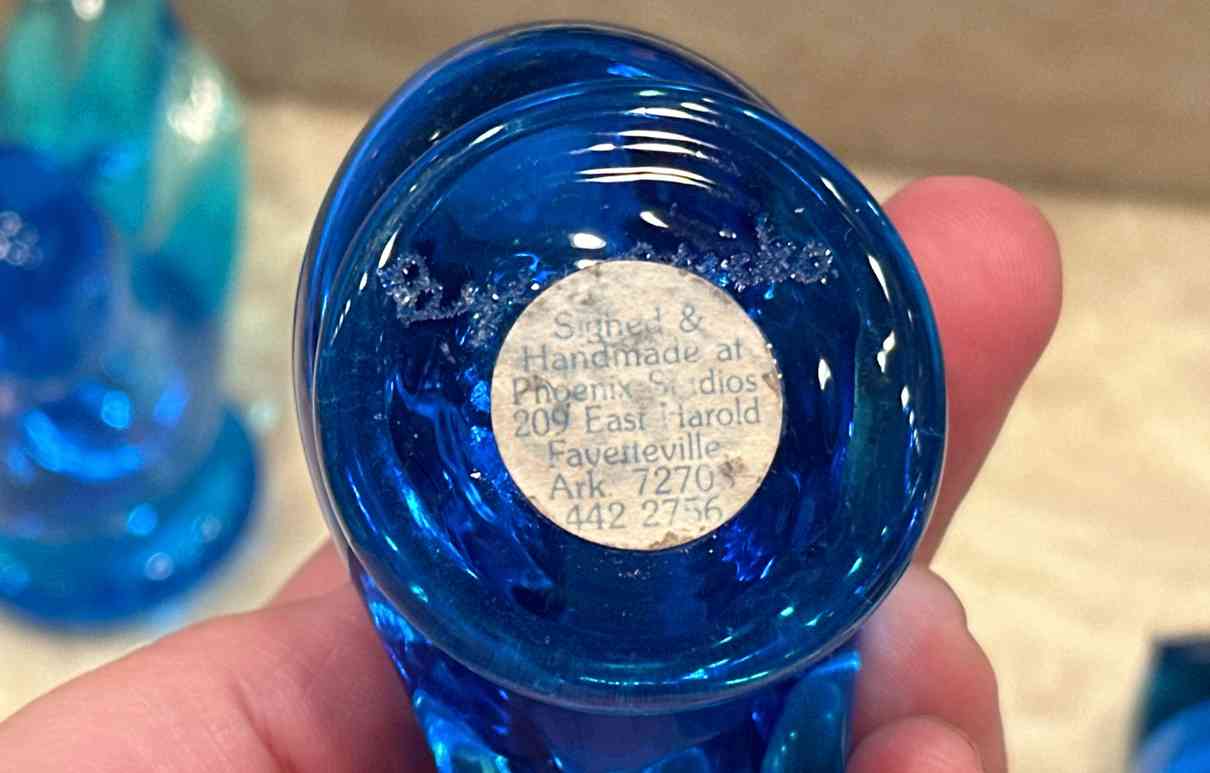 Signed &
Handmade at
Phoenix Studios
209 East Harold
Fayetteville
Ark. 7270
442 2756